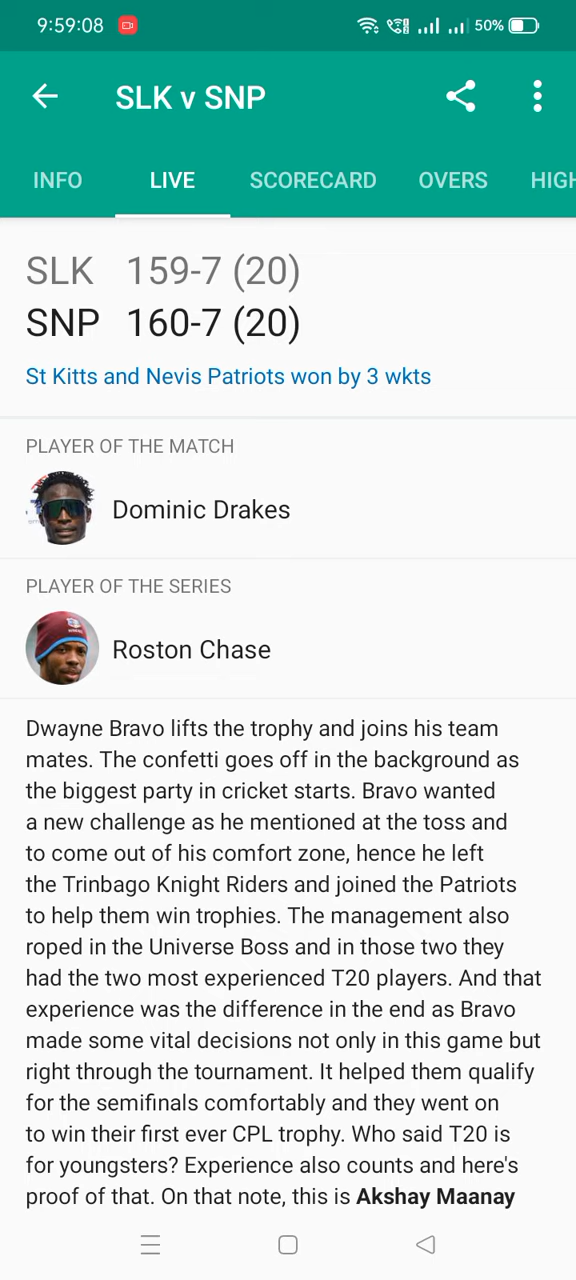 9:59:08 50%
SLK v SNP
INFO LIVE SCORECARD OVERS HIGH
SLK 159-7 (20)
SNP 160-7 (20)
St Kitts and Nevis Patriots won by 3 wkts
PLAYER OF THE MATCH
Dominic Drakes
PLAYER OF THE SERIES
Roston Chase
Dwayne Bravo lifts the trophy and joins his team
mates. The confetti goes off in the background as
the biggest party in cricket starts. Bravo wanted
a new challenge as he mentioned at the toss and
to come out of his comfort zone, hence he left
the Trinbago Knight Riders and joined the Patriots
to help them win trophies. The management also
roped in the Universe Boss and in those two they
had the two most experienced T20 players. And that
experience was the difference in the end as Bravo
made some vital decisions not only in this game but
right through the tournament. It helped them qualify
for the semifinals comfortably and they went on
to win their first ever CPL trophy. Who said T20 is
for youngsters? Experience also counts and here's
proof of that. On that note, this is Akshay Maanay